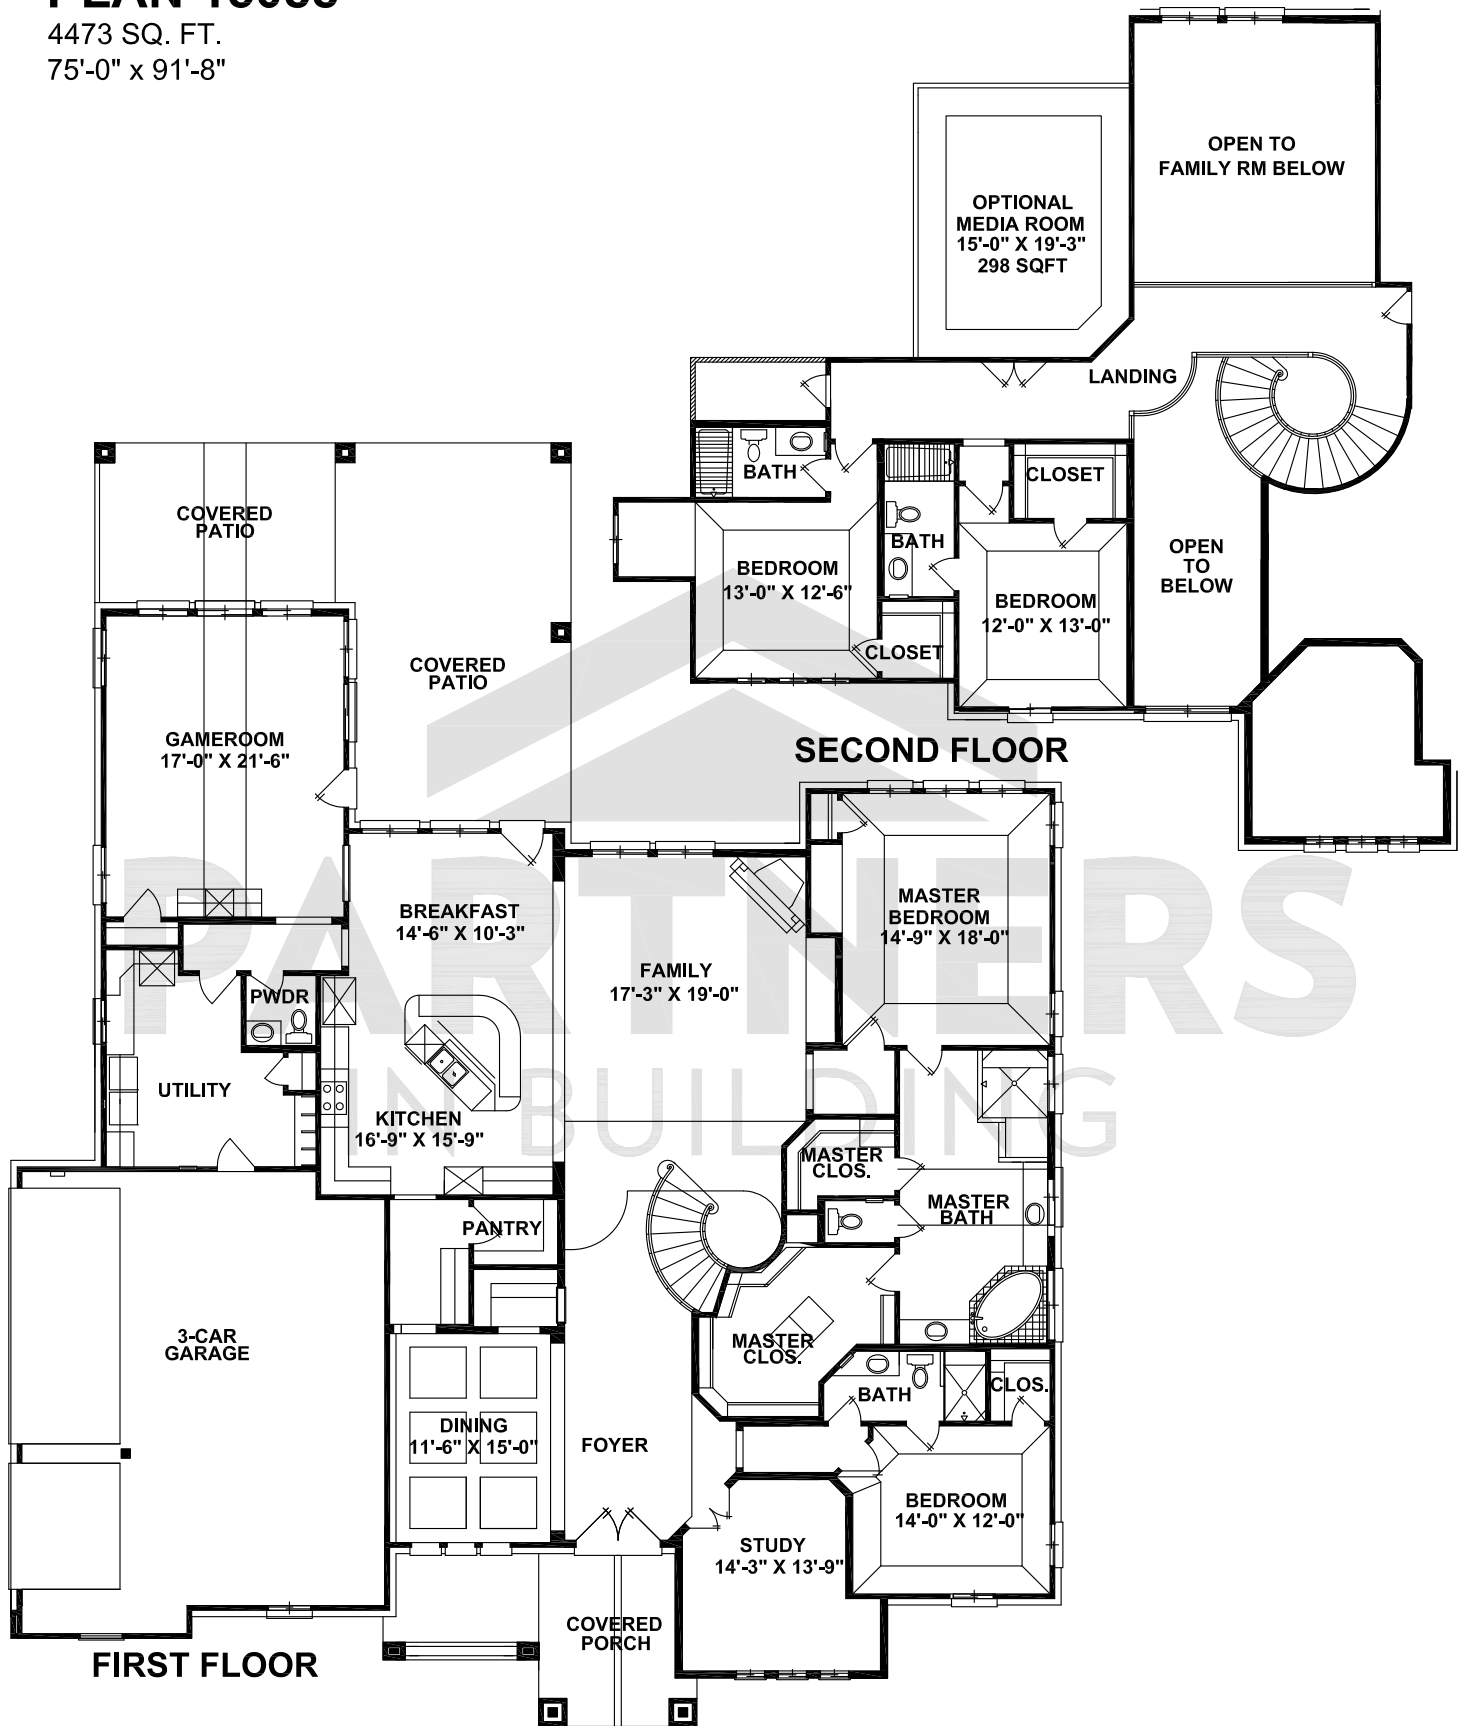 4473 SQ. FT.
75'-0" x 91'-8"
OPEN TO
FAMILY RM BELOW
OPTIONAL
MEDIA ROOM
15'-0" X 19'-3"
298 SQFT
LANDING
BATH
CLOSET
BATH
BEDROOM
13'-0" X 12'-6"
OPEN
TO
BELOW
BEDROOM
12'-0" X 13'-0"
CLOSET
SECOND FLOOR
COVERED
PATIO
COVERED
PATIO
GAMEROOM
17'-0" X 21'-6"
BREAKFAST
14'-6" X 10'-3"
MASTER
BEDROOM
14'-9" X 18'-0"
FAMILY
17'-3" X 19'-0"
PWDR
UTILITY
KITCHEN
16'-9" X 15'-9"
MASTER
CLOS.
MASTER
BATH
PANTRY
3-CAR
GARAGE
MASTER
CLOS.
BATH
CLOS.
DINING
11'-6" X 15'-0"
FOYER
BEDROOM
14'-0" X 12'-0"
STUDY
14'-3" X 13'-9"
COVERED
PORCH
FIRST FLOOR
PARTNERS
IN BUILDING